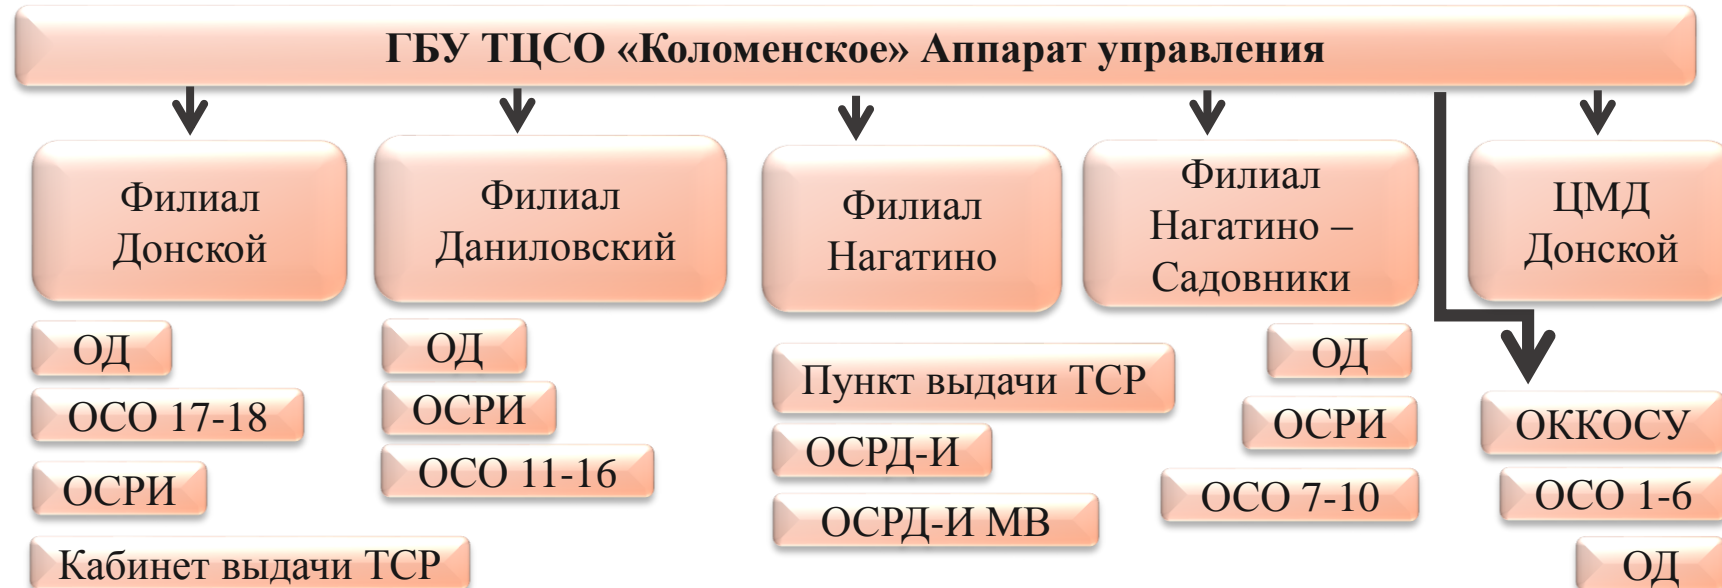 ГБУ ТЦСО «Коломенское» Аппарат управления
Филиал
Донской
ОД
ОСО 17-18
ОСРИ
Кабинет выдачи ТСР
Филиал
Даниловский
ОД
ОСРИ
ОСО 11-16
Филиал
Нагатино
Пункт выдачи ТСР
ОСРД-И
ОСРД-И МВ
Филиал
Нагатино –
Садовники
ОД
ОСРИ
ОСО 7-10
ЦМД
Донской
ОККОСУ
ОСО 1-6
ОД